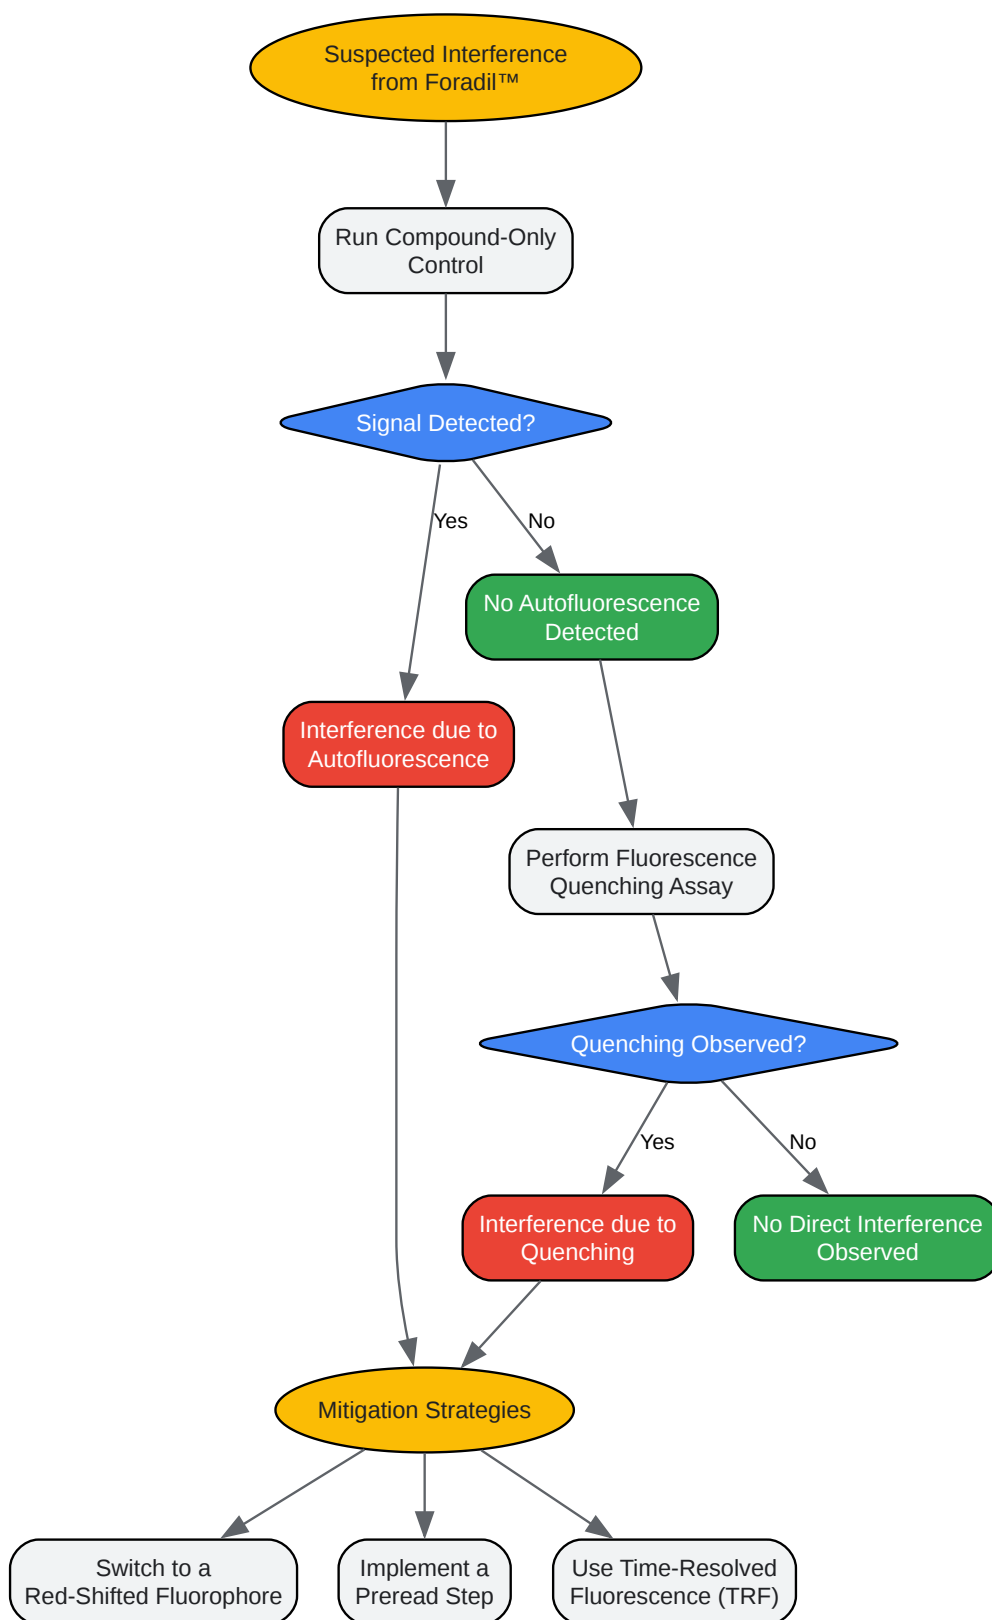 Suspected Interference
from Foradil™
Run Compound-Only
Control
Signal Detected?
Yes
No
No Autofluorescence
Detected
Interference due to
Autofluorescence
Perform Fluorescence
Quenching Assay
Quenching Observed?
Yes
No
Interference due to
Quenching
No Direct Interference
Observed
Mitigation Strategies
Switch to a
Red-Shifted Fluorophore
Implement a
Preread Step
Use Time-Resolved
Fluorescence (TRF)